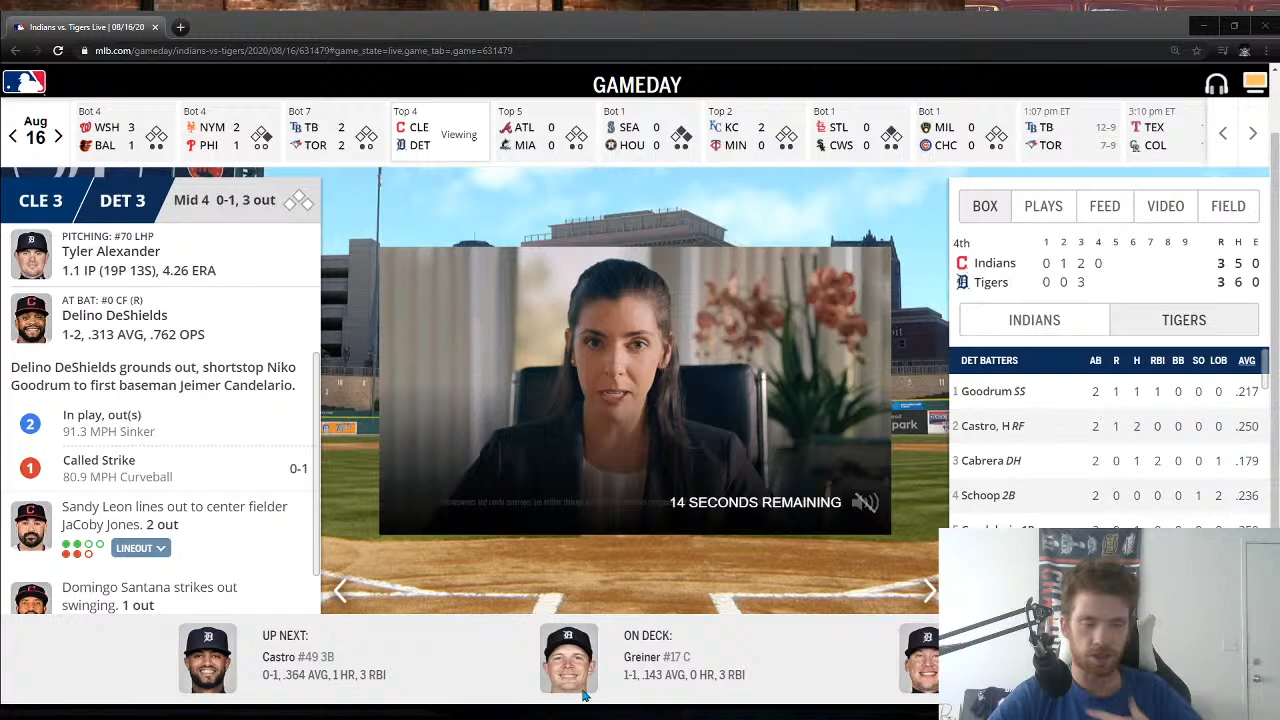 Indians vs. Tigers Live | 08/16/20
mlb.com/gameday/indians-vs-tigers/2020/08/16/631479#game_state=live,game_tab=,game=631479
GAMEDAY
Aug
16
Bot 4
WSH 3
BAL 1
Bot 4
NYM 2
PHI 1
Bot 7
TB 2
TOR 2
Top 4
CLE
DET
Viewing
Top 5
ATL 0
MIA 0
Bot 1
SEA 0
HOU 0
Top 2
KC 2
MIN 0
Bot 1
STL 0
CWS 0
Bot 1
MIL 0
CHC 0
1:07 pm ET
TB 12-9
TOR 7-9
3:10 pm ET
TEX
COL
CLE 3
DET 3
Mid 4 0-1, 3 out
PITCHING: #70 LHP
Tyler Alexander
1.1 IP (19P 13S), 4.26 ERA
AT BAT: #0 CF (R)
Delino DeShields
1-2, .313 AVG, .762 OPS
Delino DeShields grounds out, shortstop Niko
Goodrum to first baseman Jeimer Candelario.
2
In play, out(s)
91.3 MPH Sinker
1
Called Strike
80.9 MPH Curveball
0-1
Sandy Leon lines out to center fielder
JaCoby Jones. 2 out
LINEOUT
Domingo Santana strikes out
swinging. 1 out
14 SECONDS REMAINING
park
BOX PLAYS FEED VIDEO FIELD
4th 1 2 3 4 5 6 7 8 9 S H E
Indians 0 1 2 0 3 5 0
Tigers 0 0 3 3 6 0
INDIANS TIGERS
DET BATTERS AB R H RBI BB SO LOB AVG
1 Goodrum SS 2 1 1 1 0 0 0 .217
2 Castro, H RF 2 1 2 0 0 0 0 .250
3 Cabrera DH 2 0 1 2 0 0 1 .179
4 Schoop 2B 2 0 0 0 0 1 0 .236
UP NEXT:
Castro #49 3B
0-1, .364 AVG, 1 HR, 3 RBI
ON DECK:
Greiner #17 C
1-1, .143 AVG, 0 HR, 3 RBI